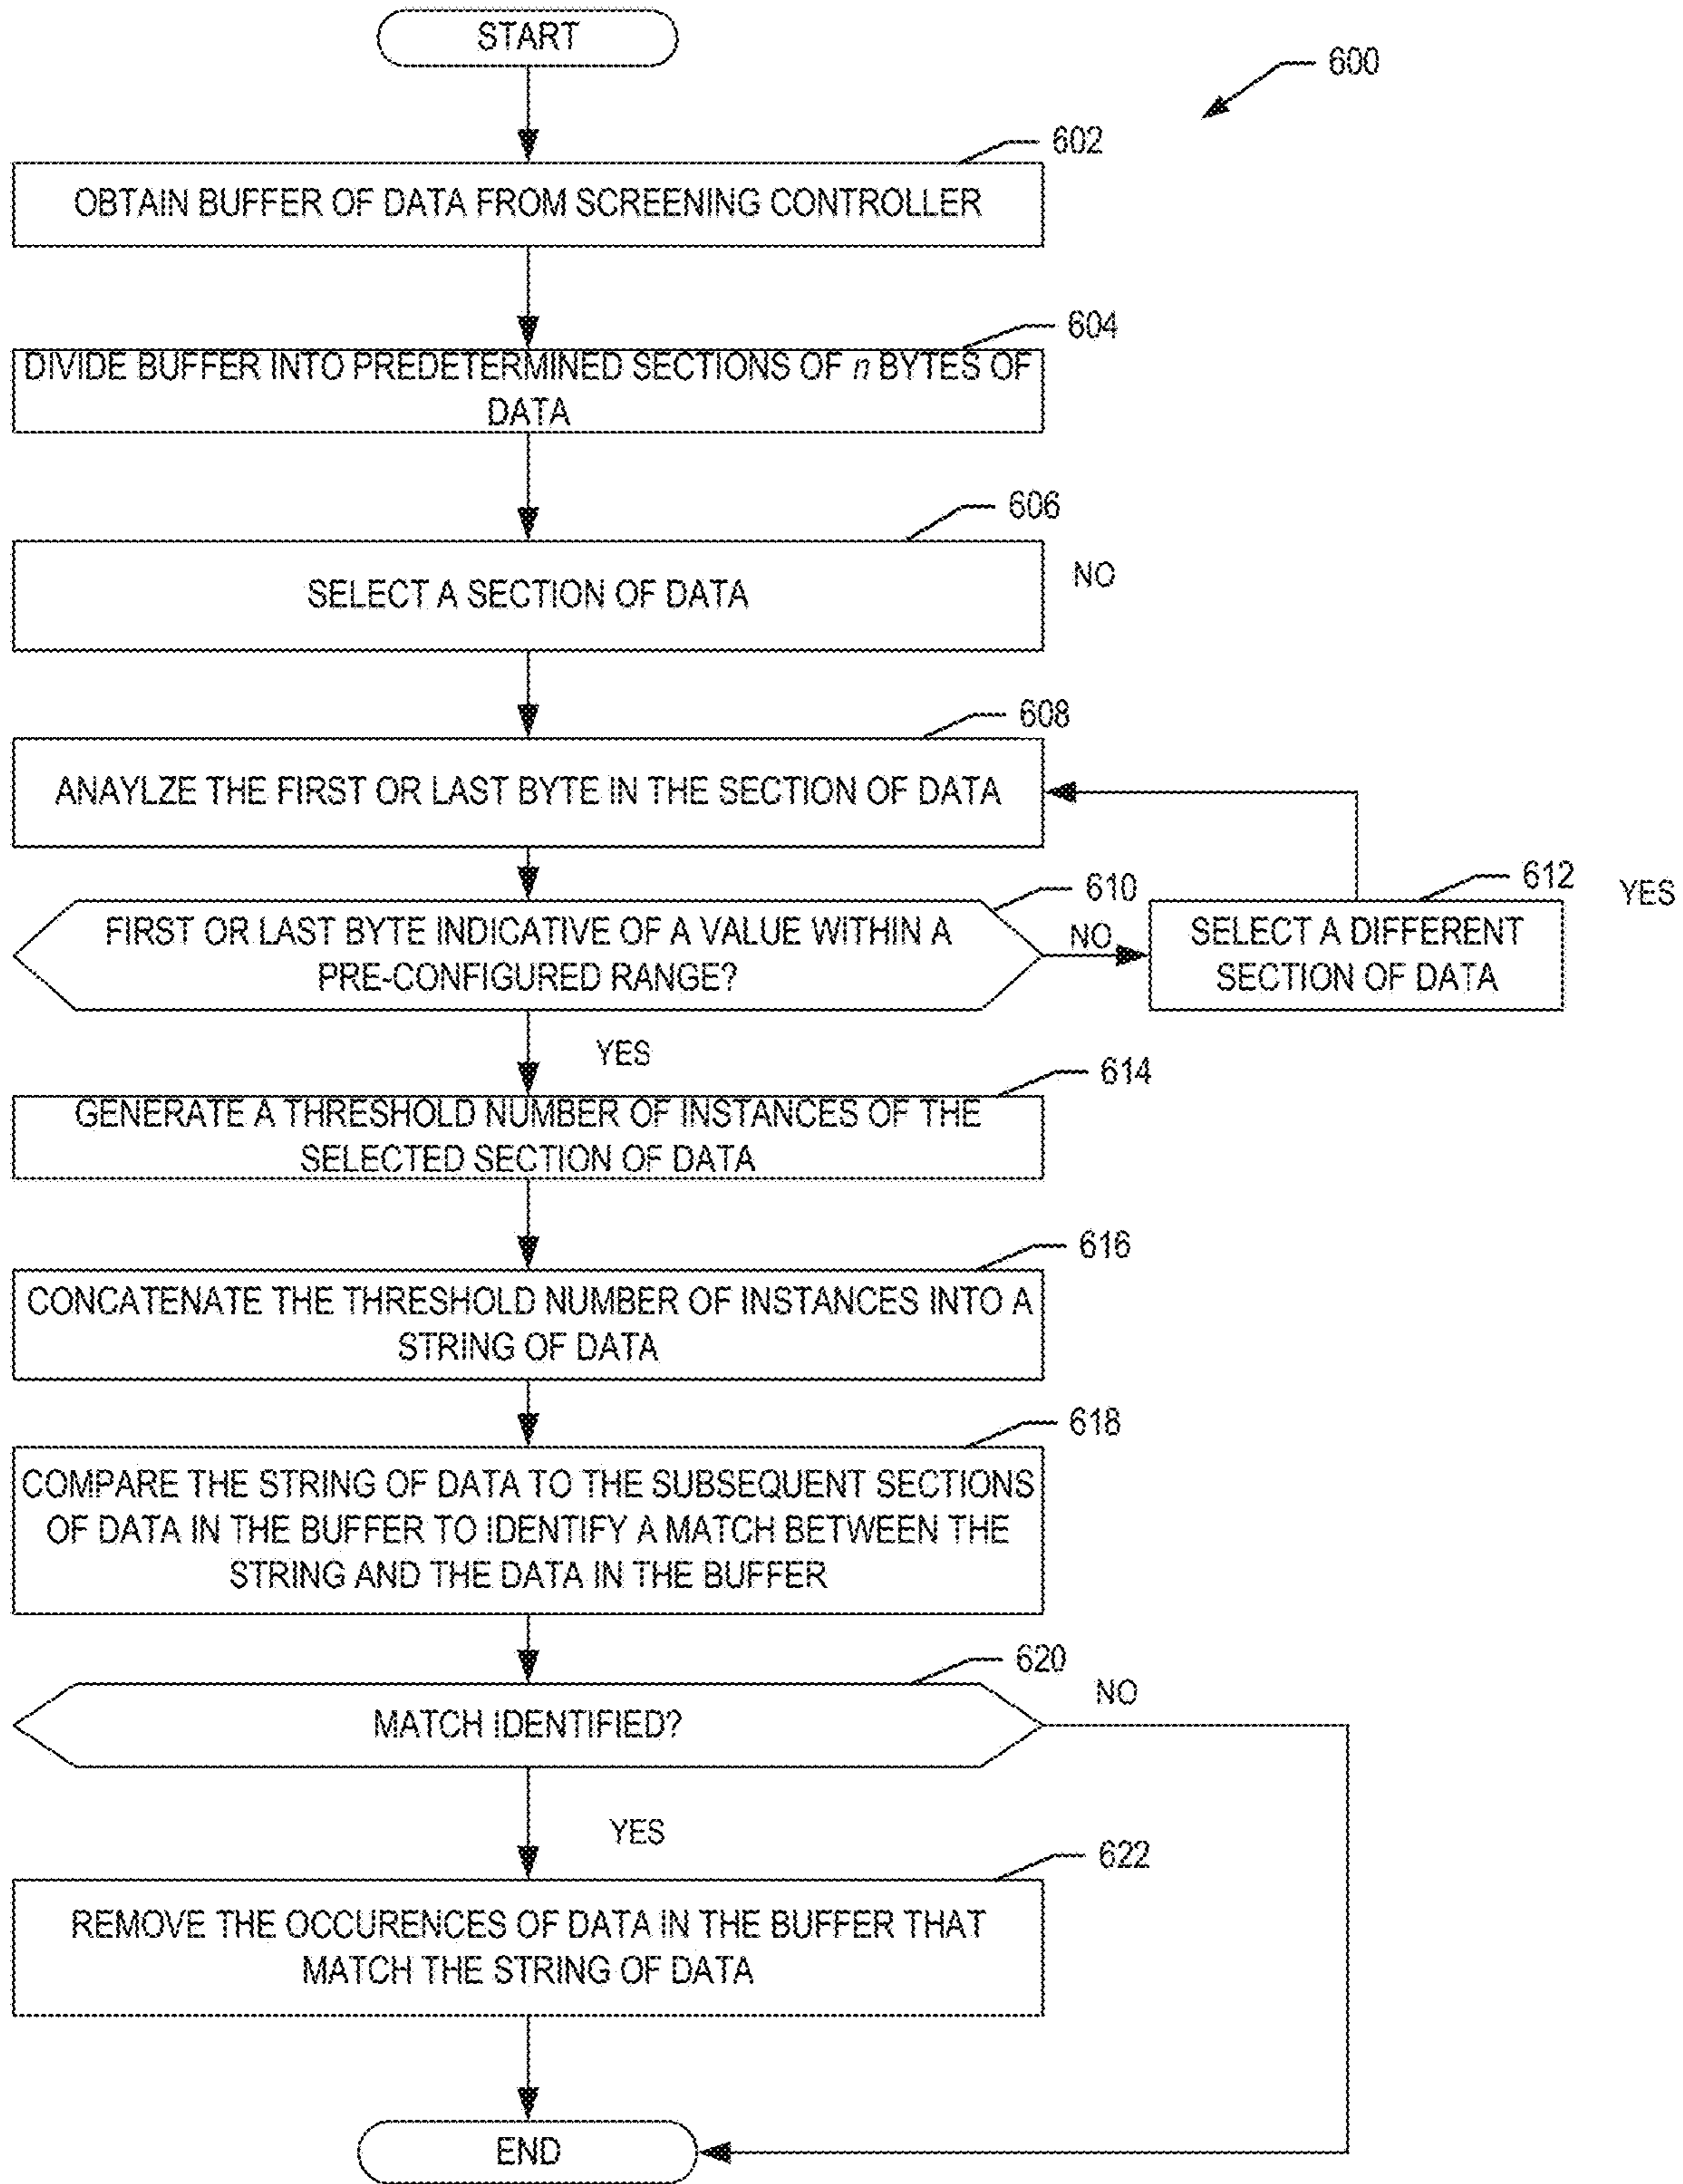 START
600
602
OBTAIN BUFFER OF DATA FROM SCREENING CONTROLLER
604
DIVIDE BUFFER INTO PREDETERMINED SECTIONS OF n BYTES OF
DATA
606
SELECT A SECTION OF DATA
NO
608
ANAYLZE THE FIRST OR LAST BYTE IN THE SECTION OF DATA
610
FIRST OR LAST BYTE INDICATIVE OF A VALUE WITHIN A
PRE-CONFIGURED RANGE?
NO
612
SELECT A DIFFERENT
SECTION OF DATA
YES
YES
614
GENERATE A THRESHOLD NUMBER OF INSTANCES OF THE
SELECTED SECTION OF DATA
616
CONCATENATE THE THRESHOLD NUMBER OF INSTANCES INTO A
STRING OF DATA
618
COMPARE THE STRING OF DATA TO THE SUBSEQUENT SECTIONS
OF DATA IN THE BUFFER TO IDENTIFY A MATCH BETWEEN THE
STRING AND THE DATA IN THE BUFFER
620
MATCH IDENTIFIED?
NO
YES
622
REMOVE THE OCCURENCES OF DATA IN THE BUFFER THAT
MATCH THE STRING OF DATA
END